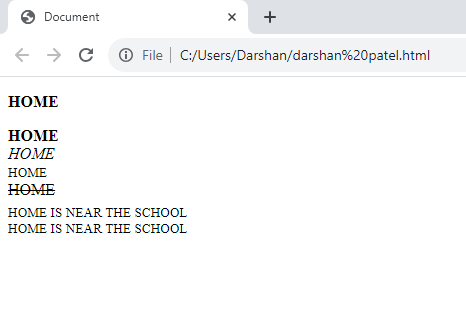 Document
File C:/Users/Darshan/darshan%20patel.html
HOME
HOME
HOME
HOME
HOME
HOME IS NEAR THE SCHOOL
HOME IS NEAR THE SCHOOL